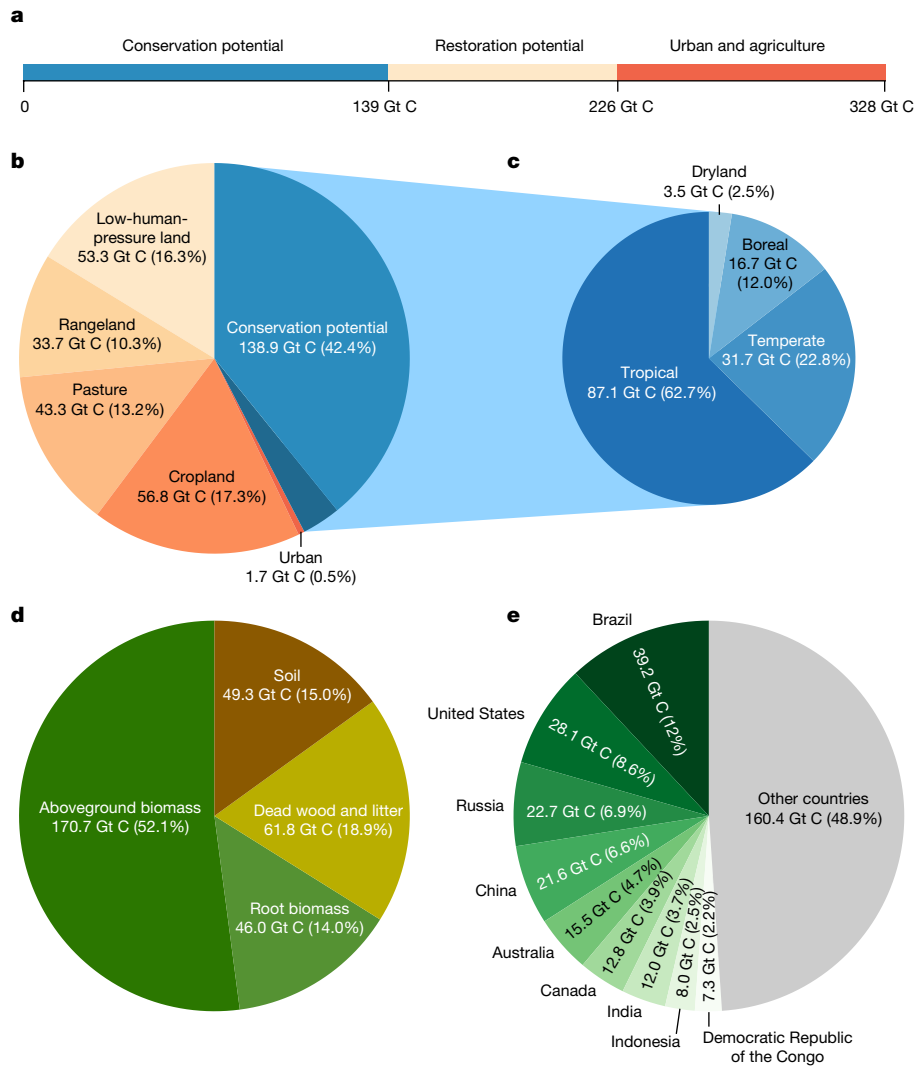 a
Conservation potential
Restoration potential
Urban and agriculture
0
139 Gt C
226 Gt C
328 Gt C
b
Low-human-
pressure land
53.3 Gt C (16.3%)
Rangeland
33.7 Gt C (10.3%)
Pasture
43.3 Gt C (13.2%)
Cropland
56.8 Gt C (17.3%)
Urban
1.7 Gt C (0.5%)
Conservation potential
138.9 Gt C (42.4%)
c
Dryland
3.5 Gt C (2.5%)
Boreal
16.7 Gt C
(12.0%)
Temperate
31.7 Gt C (22.8%)
Tropical
87.1 Gt C (62.7%)
d
Soil
49.3 Gt C (15.0%)
Dead wood and litter
61.8 Gt C (18.9%)
Root biomass
46.0 Gt C (14.0%)
Aboveground biomass
170.7 Gt C (52.1%)
e
Brazil
39.2 Gt C (12%)
United States
28.1 Gt C (8.6%)
Russia
22.7 Gt C (6.9%)
China
21.6 Gt C (6.6%)
Australia
15.5 Gt C (4.7%)
Canada
12.8 Gt C (3.9%)
India
12.0 Gt C (3.7%)
Indonesia
8.0 Gt C (2.5%)
Democratic Republic
of the Congo
7.3 Gt C (2.2%)
Other countries
160.4 Gt C (48.9%)